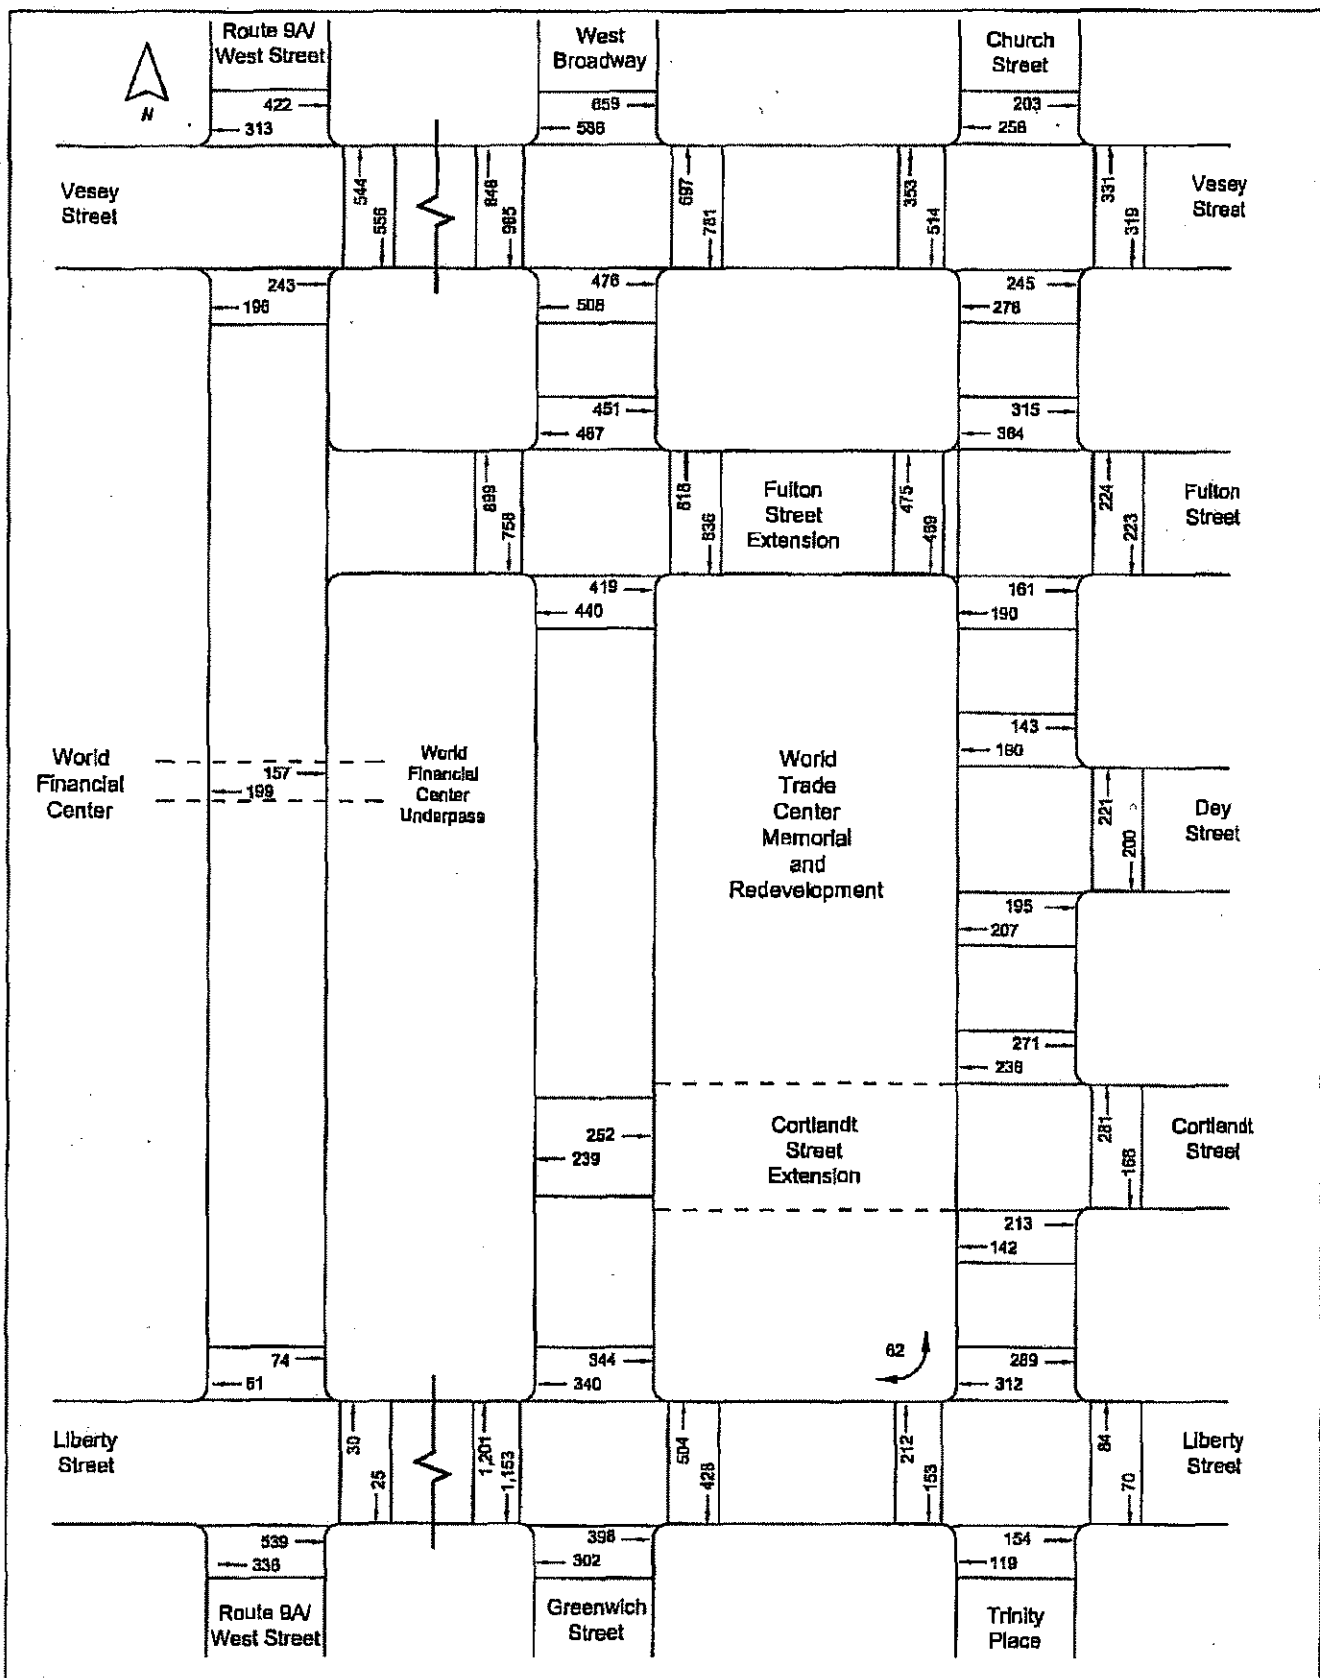 Route 9A/
West Street
West
Broadway
Church
Street
N
422
313
659
586
203
258
Vesey
Street
544
556
848
985
697
781
353
514
331
319
Vesey
Street
243
196
476
508
245
278
451
487
315
364
899
758
818
836
Fulton
Street
Extension
475
469
224
223
Fulton
Street
419
440
161
190
143
180
World
Financial
Center
157
199
World
Financial
Center
Underpass
World
Trade
Center
Memorial
and
Redevelopment
221
200
Dey
Street
195
207
271
238
252
239
Cortlandt
Street
Extension
281
168
Cortlandt
Street
213
142
74
61
344
340
62
289
312
Liberty
Street
30
25
1,201
1,153
504
428
212
153
84
70
Liberty
Street
539
338
398
302
154
119
Route 9A/
West Street
Greenwich
Street
Trinity
Place